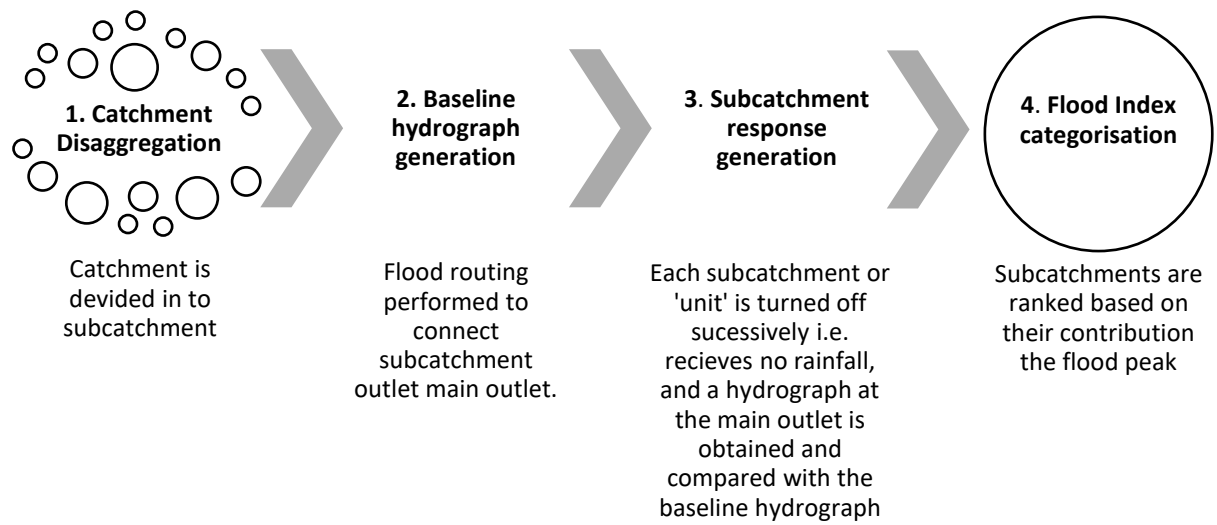 1. Catchment
Disaggregation
Catchment is
devided in to
subcatchment
2. Baseline
hydrograph
generation
Flood routing
performed to
connect
subcatchment
outlet main outlet.
3. Subcatchment
response
generation
Each subcatchment or
'unit' is turned off
sucessively i.e.
recieves no rainfall,
and a hydrograph at
the main outlet is
obtained and
compared with the
baseline hydrograph
4. Flood Index
categorisation
Subcatchments are
ranked based on
their contribution
the flood peak